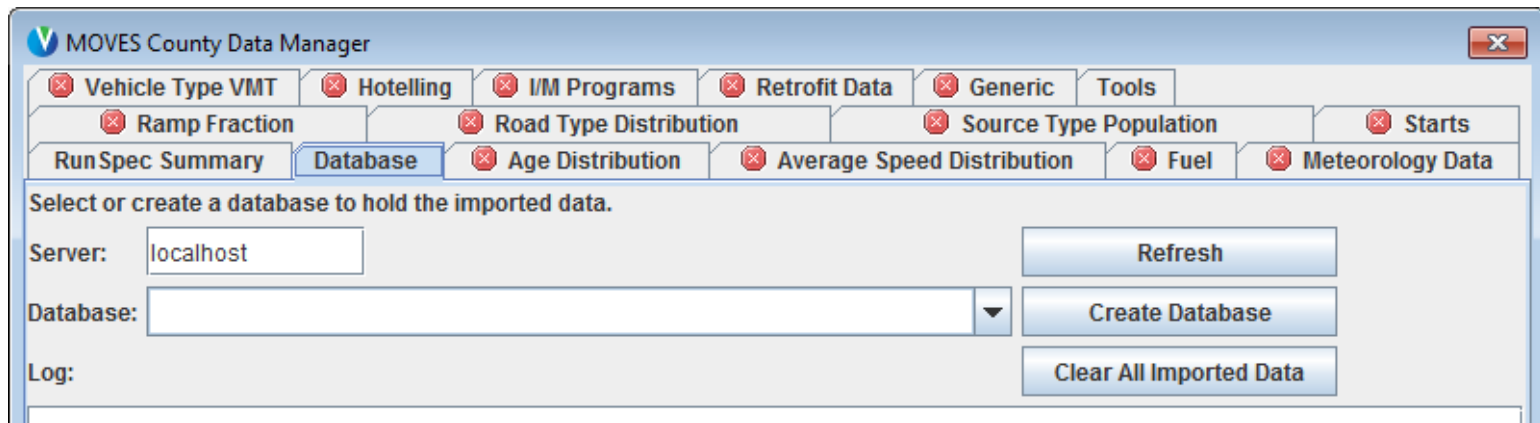 MOVES County Data Manager
Vehicle Type VMT Hotelling I/M Programs Retrofit Data Generic Tools
Ramp Fraction Road Type Distribution Source Type Population Starts
RunSpec Summary Database Age Distribution Average Speed Distribution Fuel Meteorology Data
Select or create a database to hold the imported data.
Server: localhost Refresh
Database: Create Database
Log: Clear All Imported Data